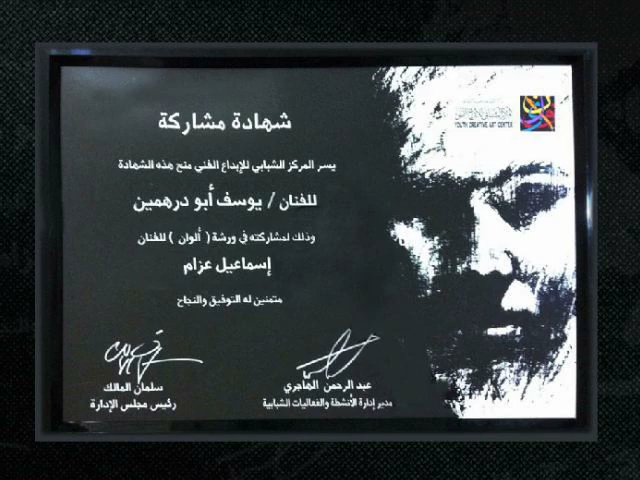 YOUTH CREATIVE ART CENTER
شهادة مشاركة
يسر المركز الشبابي للإبداع الفني منح هذه الشهادة
للفنان / يوسف أبو درهمين
وذلك لمشاركته في ورشة ( ألوان ) للفنان
إسماعيل عزام
متمنين له التوفيق والنجاح
عبد الرحمن الهاجري
مدير إدارة الأنشطة والفعاليات الشبابية
سلمان المالك
رئيس مجلس الإدارة